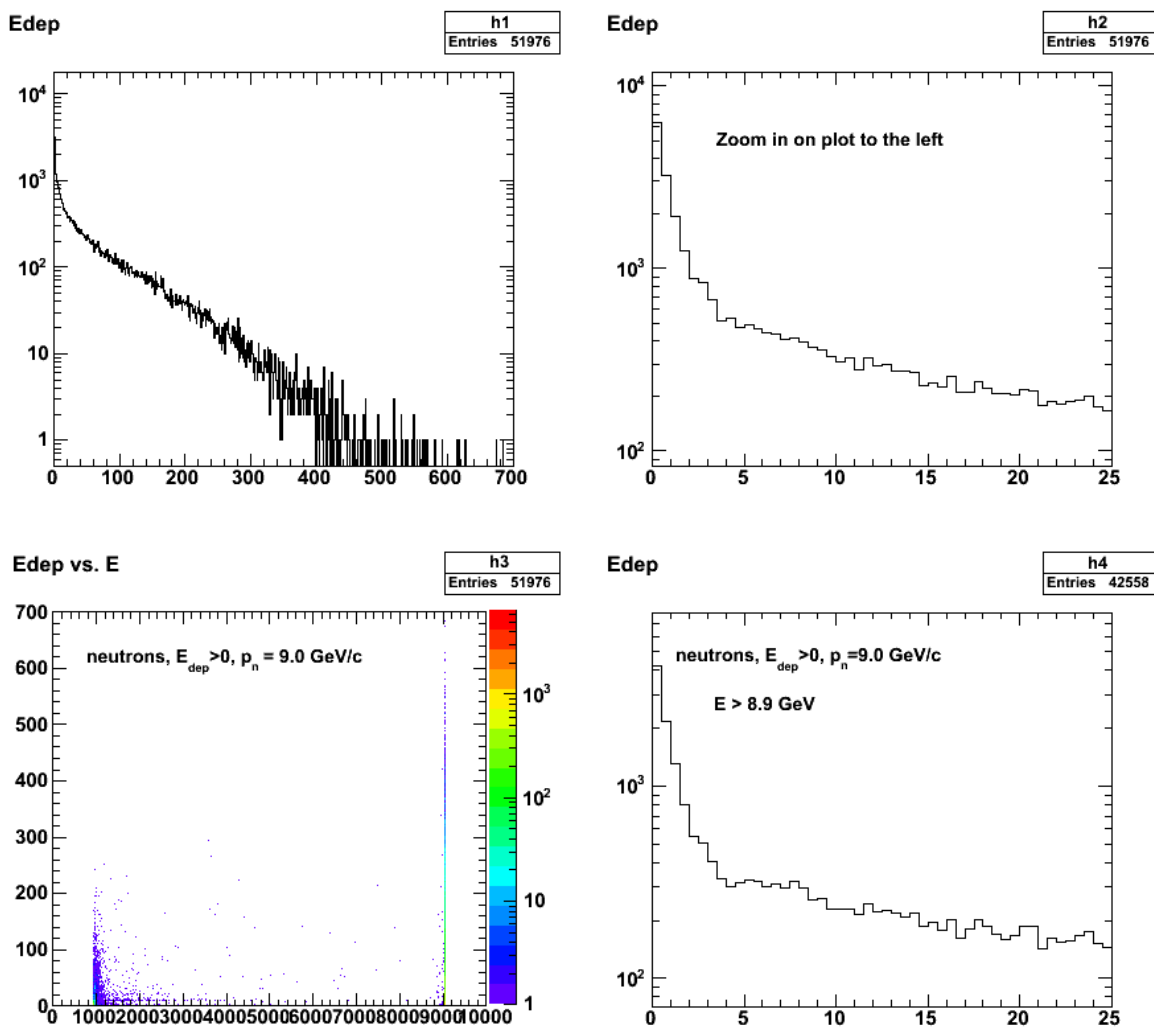 Edep
h1
Entries 51976
10⁴
10³
10²
10
1
0 100 200 300 400 500 600 700
Edep
h2
Entries 51976
Zoom in on plot to the left
10⁴
10³
10²
0 5 10 15 20 25
Edep vs. E
h3
Entries 51976
neutrons, E_dep>0, p_n = 9.0 GeV/c
700
600
500
400
300
200
100
0
0 1000 2000 3000 4000 5000 6000 7000 8000 9000 10000
10³
10²
10
1
Edep
h4
Entries 42558
neutrons, E_dep>0, p_n=9.0 GeV/c
E > 8.9 GeV
10³
10²
0 5 10 15 20 25